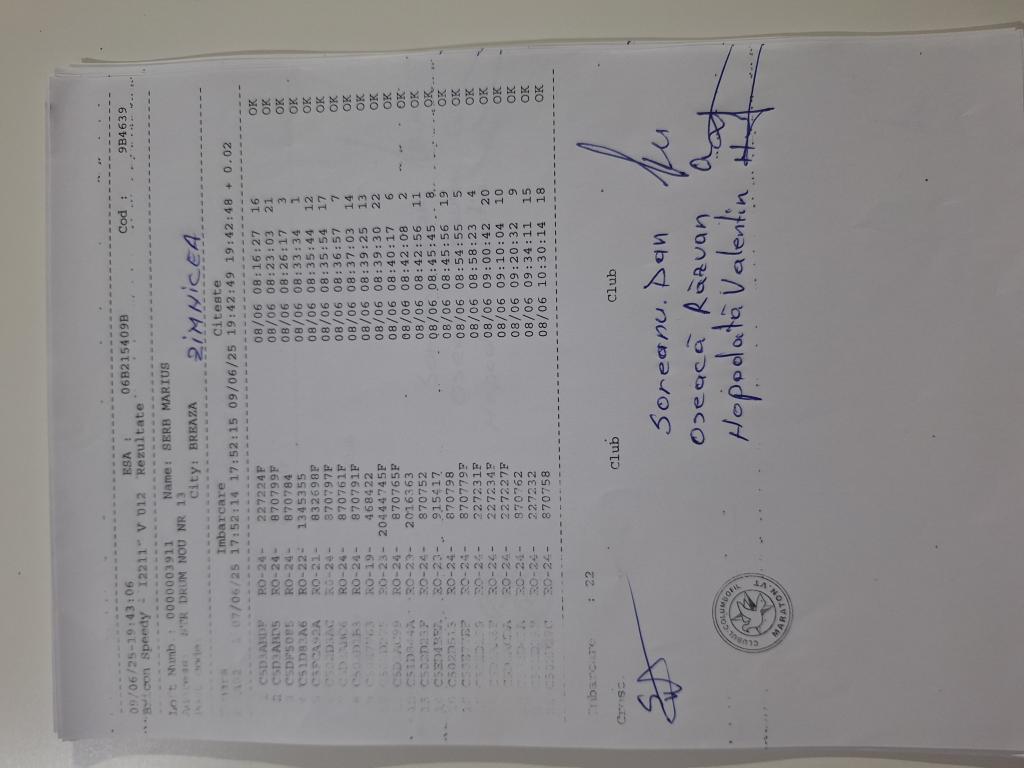 09/06/25-19:43:06 ESA : 06B215409B Cod : 9B4639
Speedy I2211" V U12 Rezultate
Numb : 0000003911 Name: SERB MARIUS
STR DRUM NOU NR 13
City: BREAZA ZIMNICEA
Imbarcare Citeste
07/06/25 17:52:14 17:52:15 09/06/25 19:42:49 19:42:48 + 0.02
RO-24- 227224F 08/06 08:16:27 16 OK
RO-24- 870799F 08/06 08:23:03 21 OK
RO-24- 870784 08/06 08:26:17 3 OK
RO-22- 1345355 08/06 08:33:34 1 OK
RO-21- 832698F 08/06 08:35:44 12 OK
RO-24- 870797F 08/06 08:35:54 17 OK
RO-24- 870761F 08/06 08:36:57 7 OK
RO-24- 870791F 08/06 08:37:03 14 OK
RO-19- 468422 08/06 08:39:25 13 OK
RO-23- 2044745F 08/06 08:39:30 22 OK
RO-24- 870765F 08/06 08:40:17 6 OK
RO-23- 2016363 08/06 08:42:08 2 OK
RO-24- 870752 08/06 08:42:56 11 OK
RO-23- 915417 08/06 08:45:45 8 OK
RO-24- 870798 08/06 08:45:56 19 OK
RO-24- 870779F 08/06 08:54:55 5 OK
RO-24- 227231F 08/06 08:58:23 4 OK
RO-24- 227234F 08/06 09:00:42 20 OK
RO-24- 227227F 08/06 09:10:04 10 OK
RO-24- 870762 08/06 09:20:32 9 OK
RO-24- 227232 08/06 09:34:11 15 OK
RO-24- 870758 08/06 10:30:14 18 OK
Imbarcare : 22
Cresc. Club Club
Soreanu Dan
Oseacă Răzvan
Hoppolată Valentin
CLUBUL COLUMBOFIL MARATON.VT